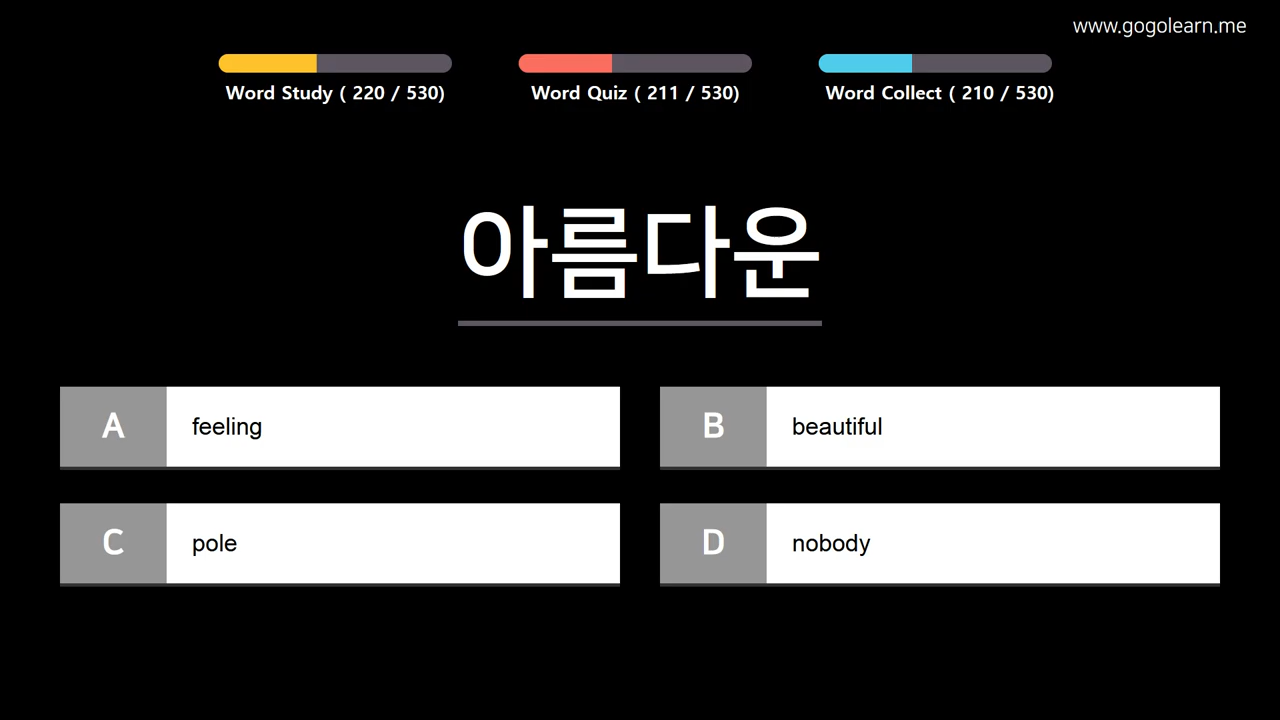 www.gogolearn.me
Word Study ( 220 / 530)
Word Quiz ( 211 / 530)
Word Collect ( 210 / 530)
아름다운
A feeling
B beautiful
C pole
D nobody